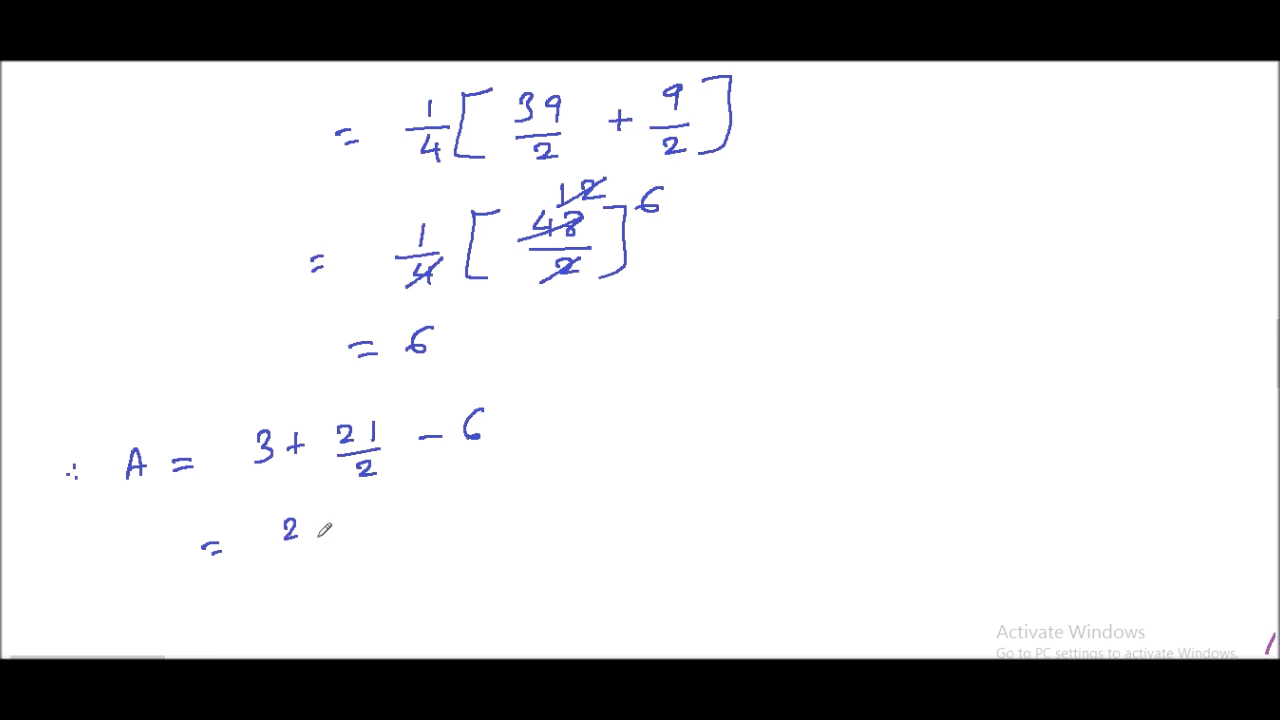 = 1/4 [ 39/2 + 9/2 ]
= 1/4 [ 48/2 ] 12 6
= 6
∴ A = 3 + 21/2 - 6
= 2
Activate Windows
Go to PC settings to activate Windows.